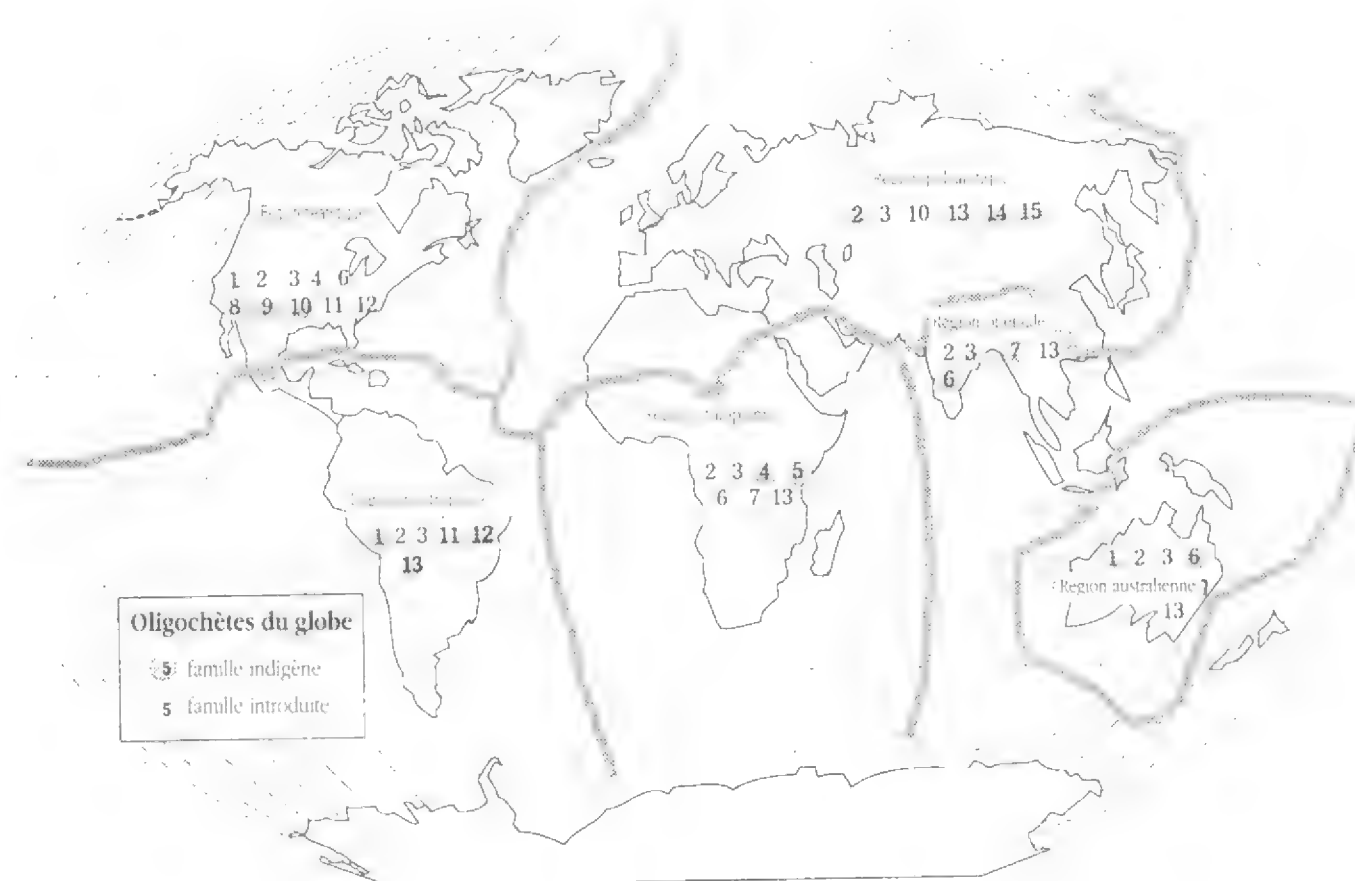 2 3 10 13 14 15
1 2 3 4 6
8 9 10 11 12
Région
2 3 7 13
6
2 3 4 5
6 7 13
1 2 3 11 12
13
1 2 3 6
Région australienne
13
Oligochètes du globe
5 famille indigène
5 famille introduite